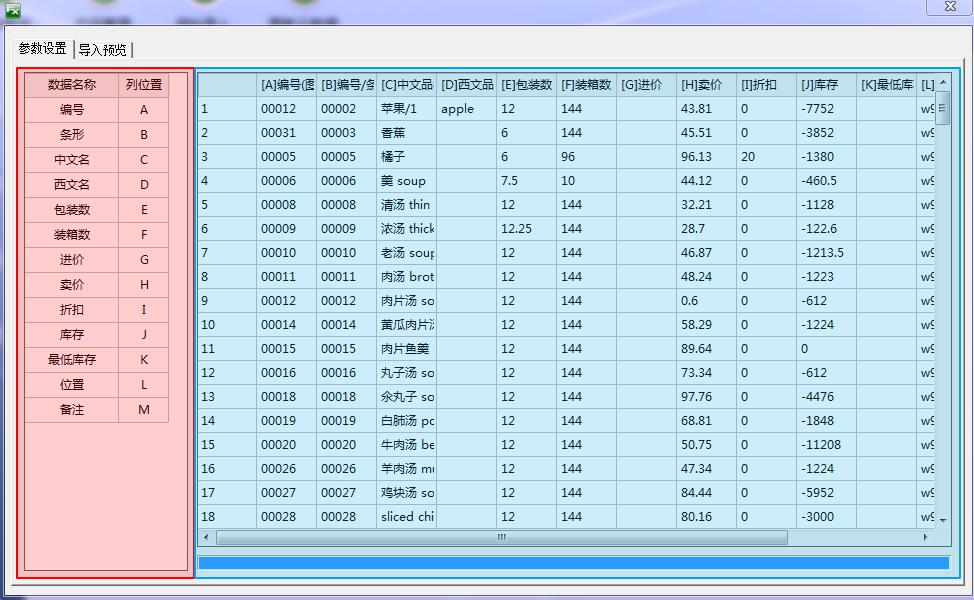 参数设置 导入预览
数据名称 列位置
编号 A
条形 B
中文名 C
西文名 D
包装数 E
装箱数 F
进价 G
卖价 H
折扣 I
库存 J
最低库存 K
位置 L
备注 M
[A]编号(图 [B]编号/条 [C]中文品 [D]西文品 [E]包装数 [F]装箱数 [G]进价 [H]卖价 [I]折扣 [J]库存 [K]最低库 [L]
1 00012 00002 苹果/1 apple 12 144 43.81 0 -7752 w9
2 00031 00003 香蕉 6 144 45.51 0 -3852 w9
3 00005 00005 橘子 6 96 96.13 20 -1380 w9
4 00006 00006 羹 soup 7.5 10 44.12 0 -460.5 w9
5 00008 00008 清汤 thin 12 144 32.21 0 -1128 w9
6 00009 00009 浓汤 thick 12.25 144 28.7 0 -122.6 w9
7 00010 00010 老汤 soup 12 144 46.87 0 -1213.5 w9
8 00011 00011 肉汤 brot 12 144 48.24 0 -1223 w9
9 00012 00012 肉片汤 so 12 144 0.6 0 -612 w9
10 00014 00014 黄瓜肉片汤 12 144 58.29 0 -1224 w9
11 00015 00015 肉片鱼羹 12 144 89.64 0 0 w9
12 00016 00016 丸子汤 so 12 144 73.34 0 -612 w9
13 00018 00018 汆丸子 so 12 144 97.76 0 -4476 w9
14 00019 00019 白肺汤 po 12 144 68.81 0 -1848 w9
15 00020 00020 牛肉汤 be 12 144 50.75 0 -11208 w9
16 00026 00026 羊肉汤 mu 12 144 47.34 0 -1224 w9
17 00027 00027 鸡块汤 so 12 144 84.44 0 -5952 w9
18 00028 00028 sliced chi 12 144 80.16 0 -3000 w9